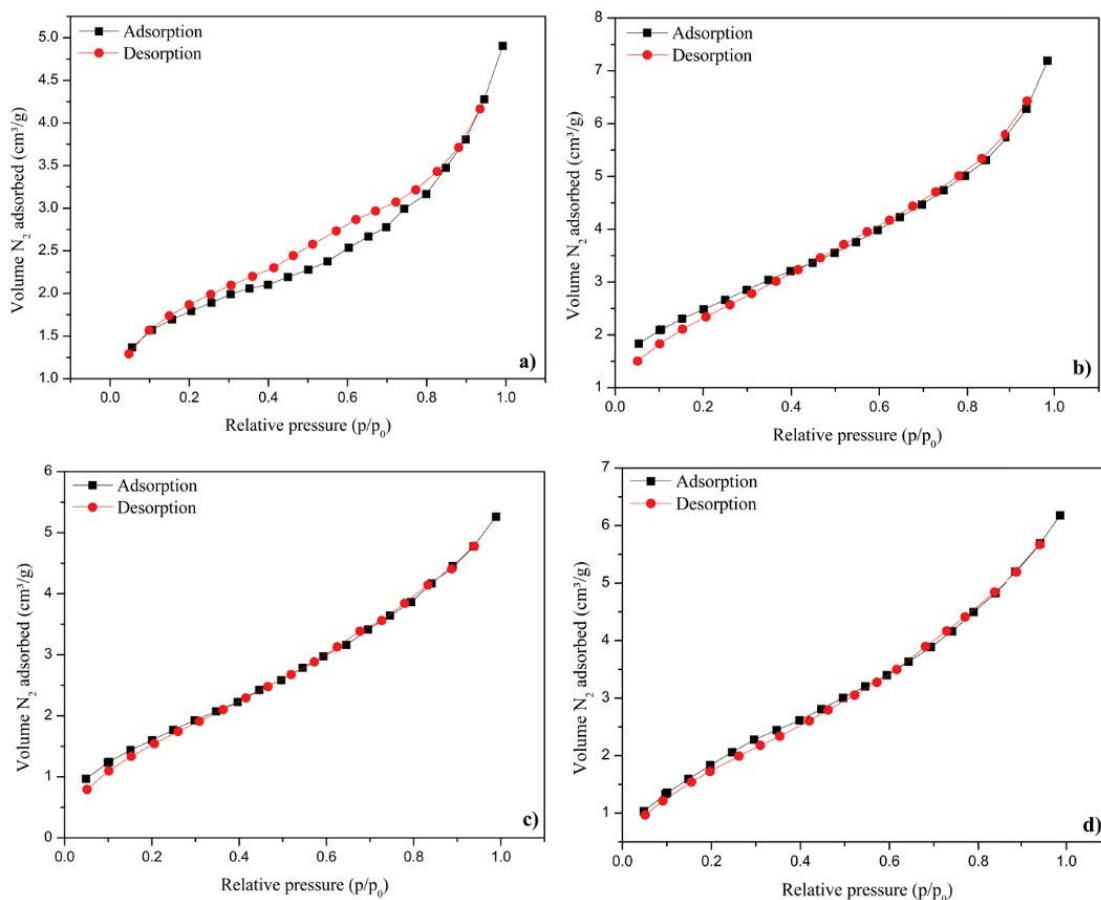 Adsorption
Desorption
Volume N₂ adsorbed (cm³/g)
5.0
4.5
4.0
3.5
3.0
2.5
2.0
1.5
1.0
0.0 0.2 0.4 0.6 0.8 1.0
Relative pressure (p/p₀)
a)
Adsorption
Desorption
Volume N₂ adsorbed (cm³/g)
8
7
6
5
4
3
2
1
0.0 0.2 0.4 0.6 0.8 1.0
Relative pressure (p/p₀)
b)
Adsorption
Desorption
Volume N₂ adsorbed (cm³/g)
6
5
4
3
2
1
0
0.0 0.2 0.4 0.6 0.8 1.0
Relative pressure (p/p₀)
c)
Adsorption
Desorption
Volume N₂ adsorbed (cm³/g)
7
6
5
4
3
2
1
0.0 0.2 0.4 0.6 0.8 1.0
Relative pressure (p/p₀)
d)